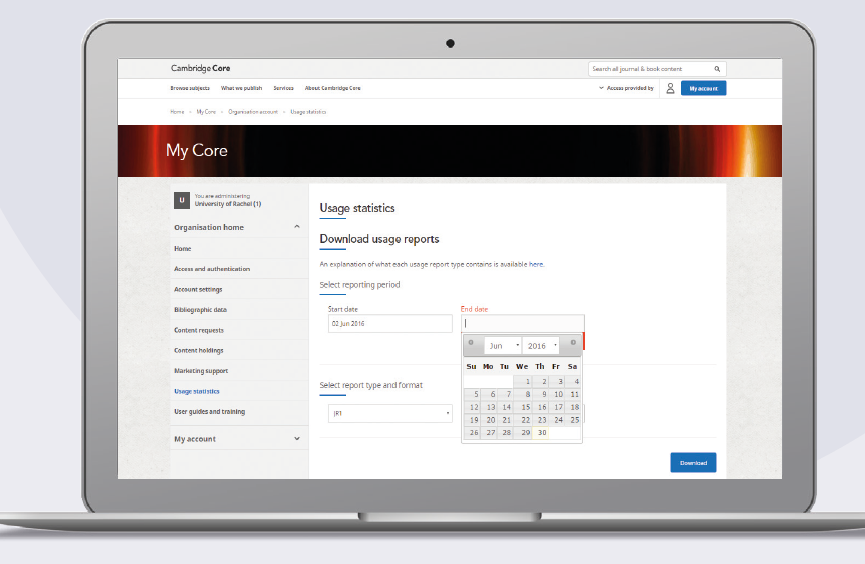 Cambridge Core
Search all journal & book content
Browse subjects What we publish Services About Cambridge Core
Access provided by
My account
Home My Core Organisation account Usage statistics
My Core
U
You are administering
University of Rachel (1)
Organisation home
Home
Access and authentication
Account settings
Bibliographic data
Content requests
Content holdings
Marketing support
Usage statistics
User guides and training
My account
Usage statistics
Download usage reports
An explanation of what each usage report type contains is available here.
Select reporting period
Start date
02 Jun 2016
End date
Jun 2016
Su Mo Tu We Th Fr Sa
1 2 3 4
5 6 7 8 9 10 11
12 13 14 15 16 17 18
19 20 21 22 23 24 25
26 27 28 29 30
Select report type and format
JR1
Download